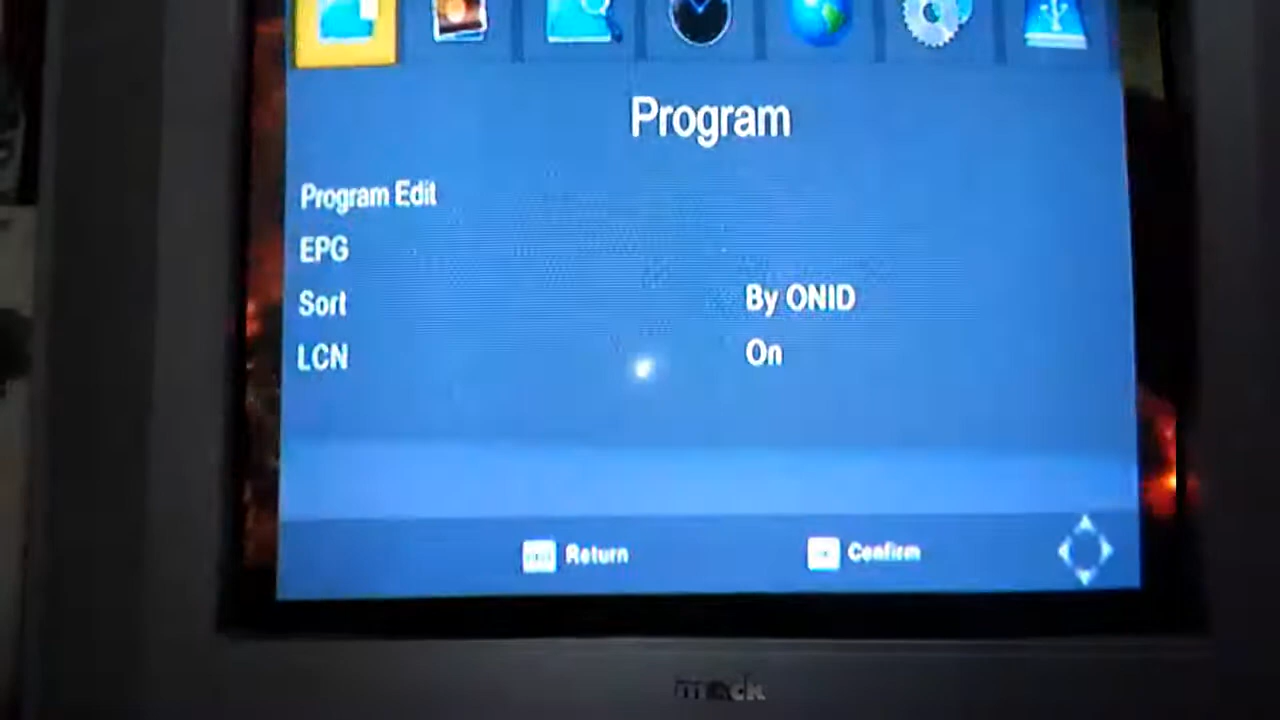 Program
Program Edit
EPG
Sort By ONID
LCN On
Return Confirm